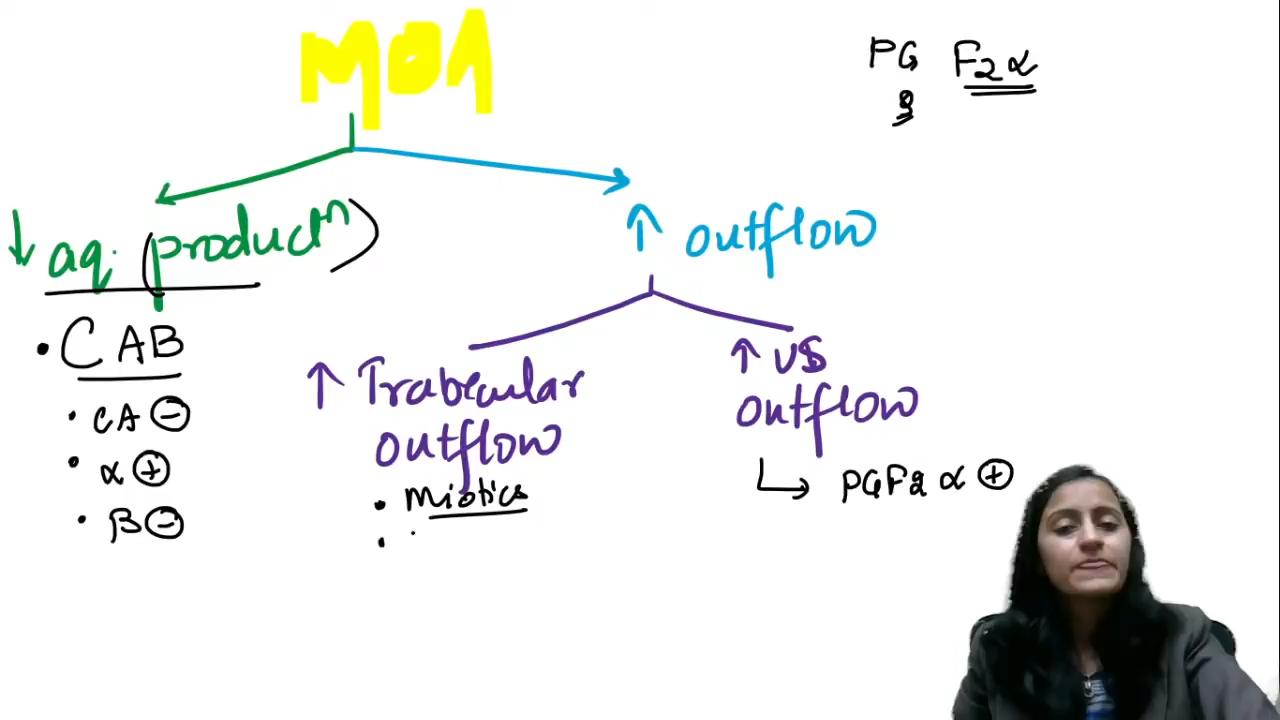 MOA
PG F2α
↓ aq. (productⁿ)
↑ outflow
• CAB
• CA ⊖
• α ⊕
• β ⊖
↑ Trabecular
outflow
• Miotics
•
↑ US
outflow
↳ PGF2α ⊕